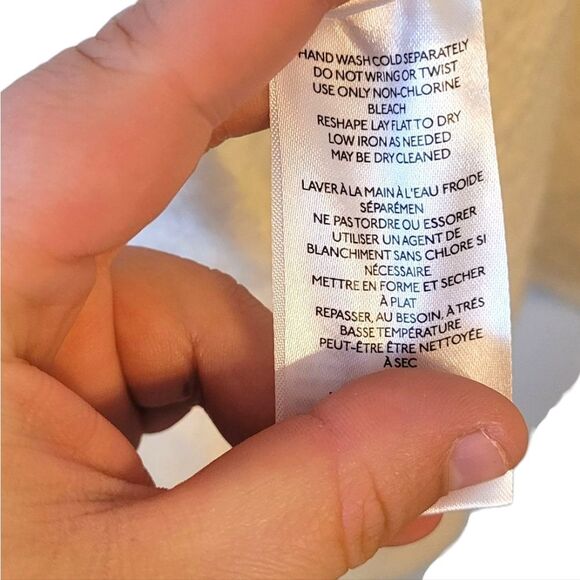 HAND WASH COLD SEPARATELY
DO NOT WRING OR TWIST
USE ONLY NON-CHLORINE
BLEACH
RESHAPE LAY FLAT TO DRY
LOW IRON AS NEEDED
MAY BE DRY CLEANED
LAVER À LA MAIN À L'EAU FROIDE
SÉPARÉMEN
NE PAS TORDRE OU ESSORER
UTILISER UN AGENT DE
BLANCHIMENT SANS CHLORE SI
NÉCESSAIRE
METTRE EN FORME ET SECHER
À PLAT
REPASSER, AU BESOIN, À TRÉS
BASSE TEMPÉRATURE
PEUT-ÊTRE ÊTRE NETTOYÉE
À SEC